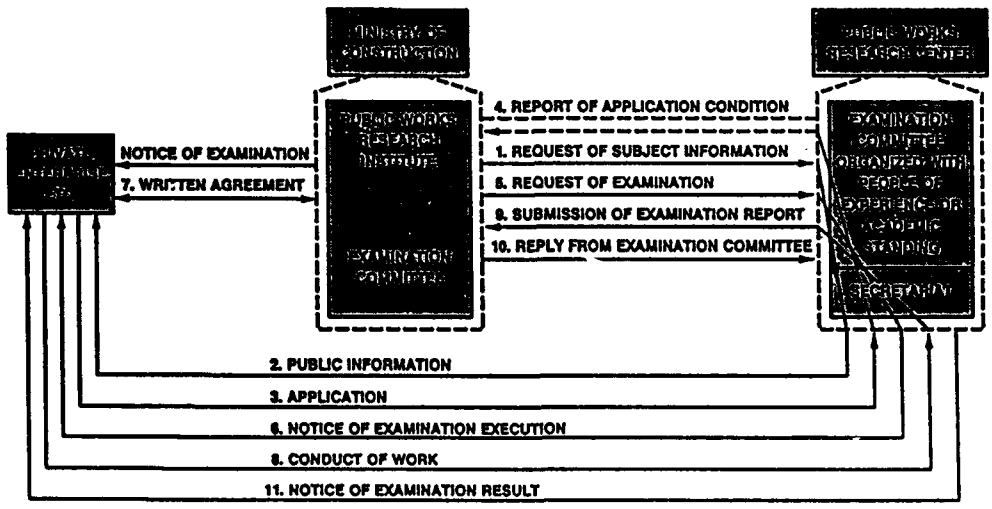 MINISTRY OF
CONSTRUCTION
PUBLIC WORKS
RESEARCH CENTER
PUBLIC WORKS
RESEARCH
INSTITUTE
EXAMINATION
COMMITTEE
PRIVATE
ENTERPRISE
4. REPORT OF APPLICATION CONDITION
NOTICE OF EXAMINATION
7. WRITTEN AGREEMENT
1. REQUEST OF SUBJECT INFORMATION
5. REQUEST OF EXAMINATION
9. SUBMISSION OF EXAMINATION REPORT
10. REPLY FROM EXAMINATION COMMITTEE
EXAMINATION
COMMITTEE
ORGANIZED WITH
PEOPLE OF
EXPERIENCE OR
ACADEMIC
STANDING
SECRETARIAT
2. PUBLIC INFORMATION
3. APPLICATION
6. NOTICE OF EXAMINATION EXECUTION
8. CONDUCT OF WORK
11. NOTICE OF EXAMINATION RESULT